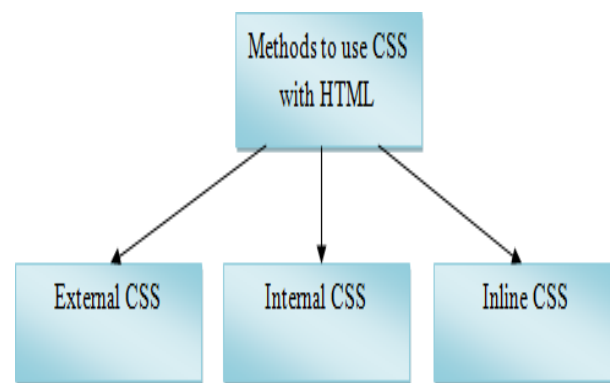 Methods to use CSS
with HTML
External CSS
Internal CSS
Inline CSS